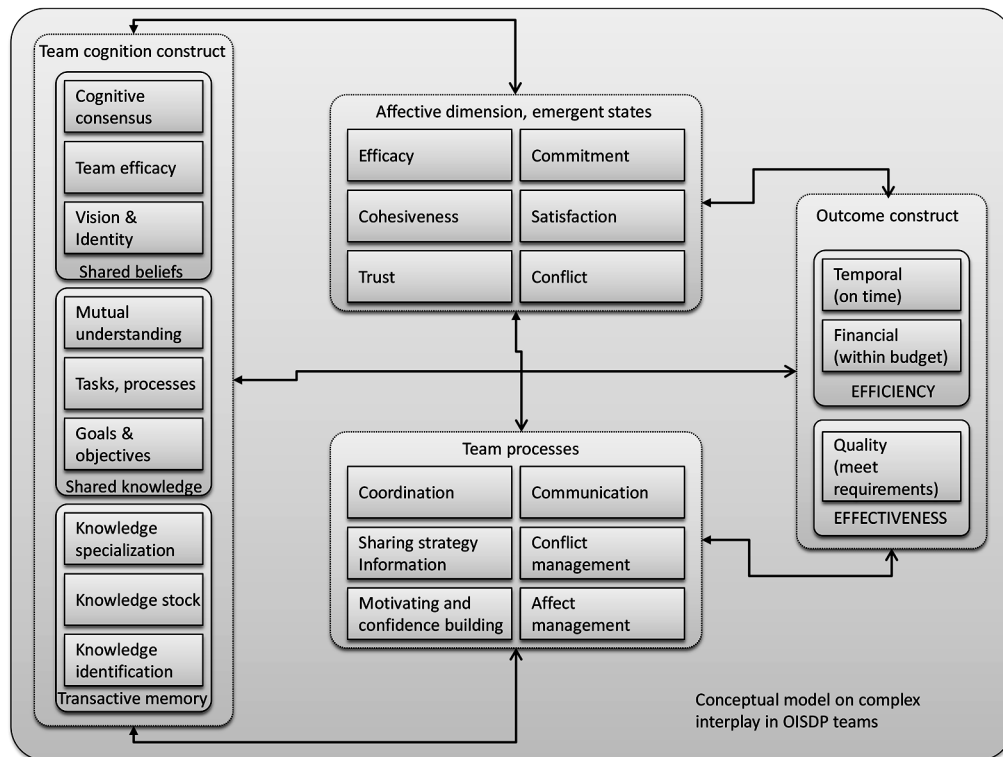 Team cognition construct
Cognitive
consensus
Team efficacy
Vision &
Identity
Shared beliefs
Mutual
understanding
Tasks, processes
Goals &
objectives
Shared knowledge
Knowledge
specialization
Knowledge stock
Knowledge
identification
Transactive memory
Affective dimension, emergent states
Efficacy
Commitment
Cohesiveness
Satisfaction
Trust
Conflict
Team processes
Coordination
Communication
Sharing strategy
Information
Conflict
management
Motivating and
confidence building
Affect
management
Outcome construct
Temporal
(on time)
Financial
(within budget)
EFFICIENCY
Quality
(meet
requirements)
EFFECTIVENESS
Conceptual model on complex
interplay in OISDP teams